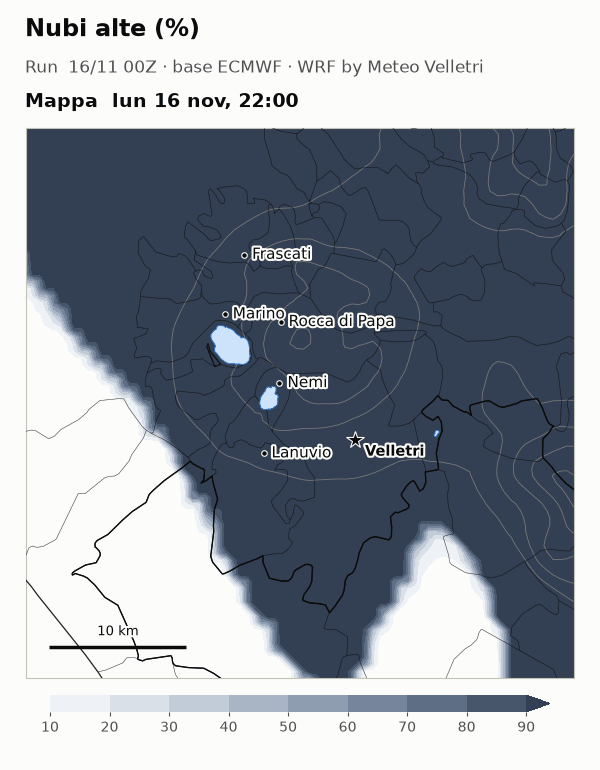 Nubi alte (%)
Run  16/11 00Z · base ECMWF · WRF by Meteo Velletri
Mappa  lun 16 nov, 22:00
Frascati
Marino
Rocca di Papa
Nemi
Velletri
Lanuvio
10 km
10 20 30 40 50 60 70 80 90